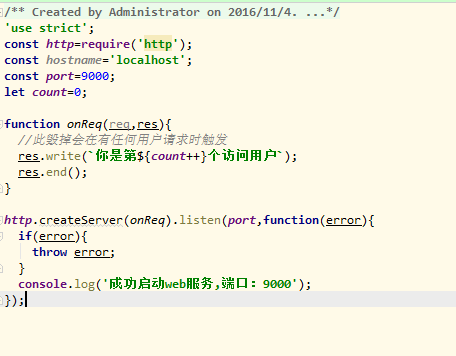 /** Created by Administrator on 2016/11/4. ...*/
'use strict';
const http=require('http');
const hostname='localhost';
const port=9000;
let count=0;
function onReq(req,res){
//此毁掉会在有任何用户请求时触发
res.write(`你是第${count++}个访问用户`);
res.end();
}
http.createServer(onReq).listen(port,function(error){
if(error){
throw error;
}
console.log('成功启动web服务,端口：9000');
});